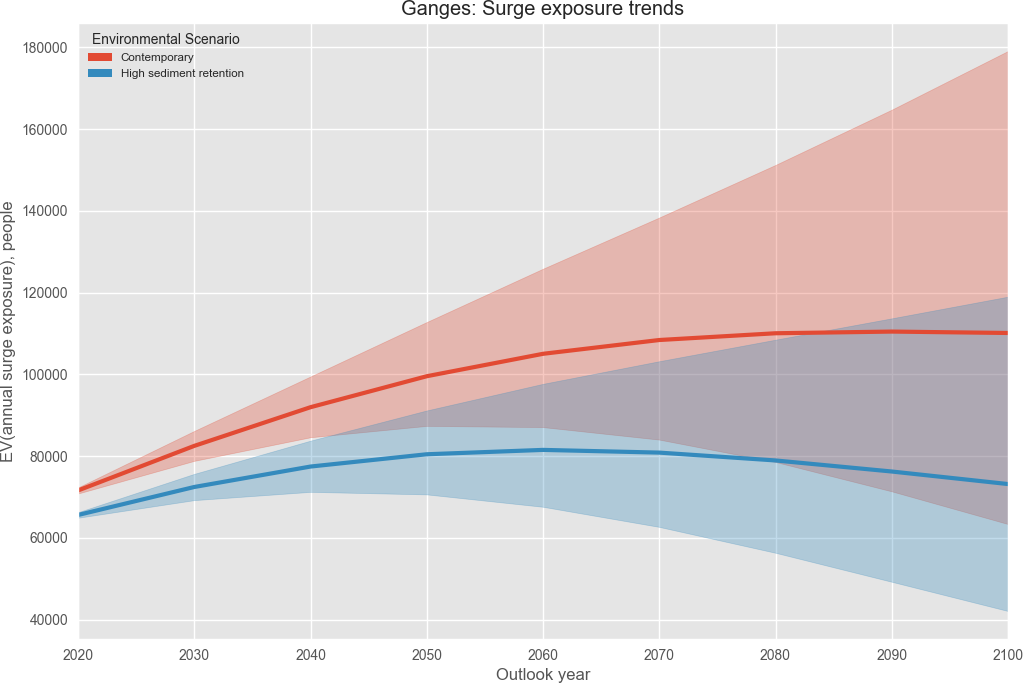 Ganges: Surge exposure trends
Environmental Scenario
Contemporary
High sediment retention
EV(annual surge exposure), people
180000
160000
140000
120000
100000
80000
60000
40000
2020 2030 2040 2050 2060 2070 2080 2090 2100
Outlook year